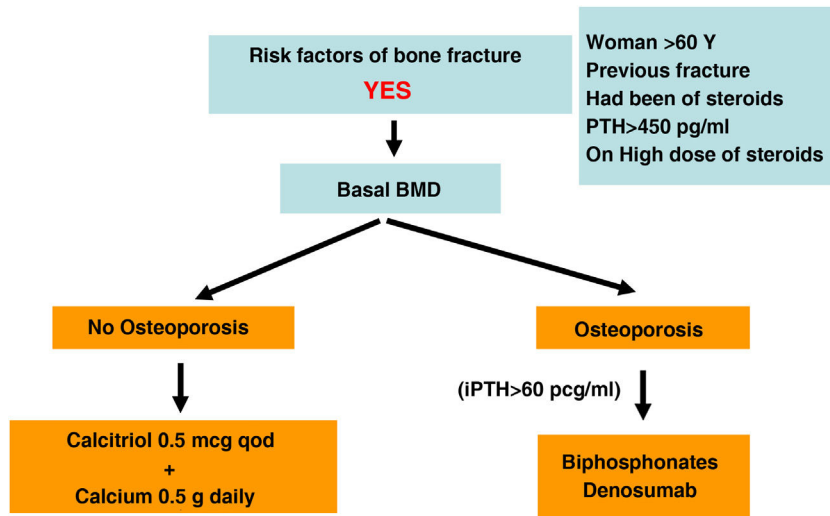 Risk factors of bone fracture
YES
Woman >60 Y
Previous fracture
Had been of steroids
PTH>450 pg/ml
On High dose of steroids
Basal BMD
No Osteoporosis
Osteoporosis
(iPTH>60 pcg/ml)
Calcitriol 0.5 mcg qod
+
Calcium 0.5 g daily
Biphosphonates
Denosumab